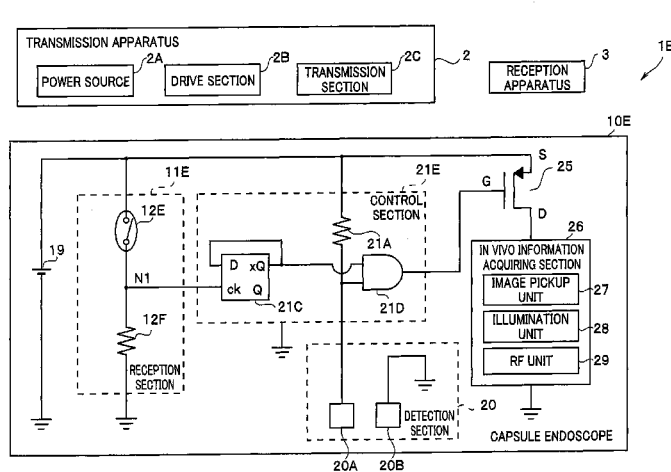 TRANSMISSION APPARATUS
2A
2B
2C
2
3
1E
POWER SOURCE
DRIVE SECTION
TRANSMISSION
SECTION
RECEPTION
APPARATUS
10E
11E
21E
S
12E
CONTROL
SECTION
G
25
21A
D
26
19
D xQ
IN VIVO INFORMATION
ACQUIRING SECTION
N1
ck Q
IMAGE PICKUP
UNIT
27
21C
21D
12F
ILLUMINATION
UNIT
28
RECEPTION
SECTION
RF UNIT
29
20
DETECTION
SECTION
CAPSULE ENDOSCOPE
20A
20B